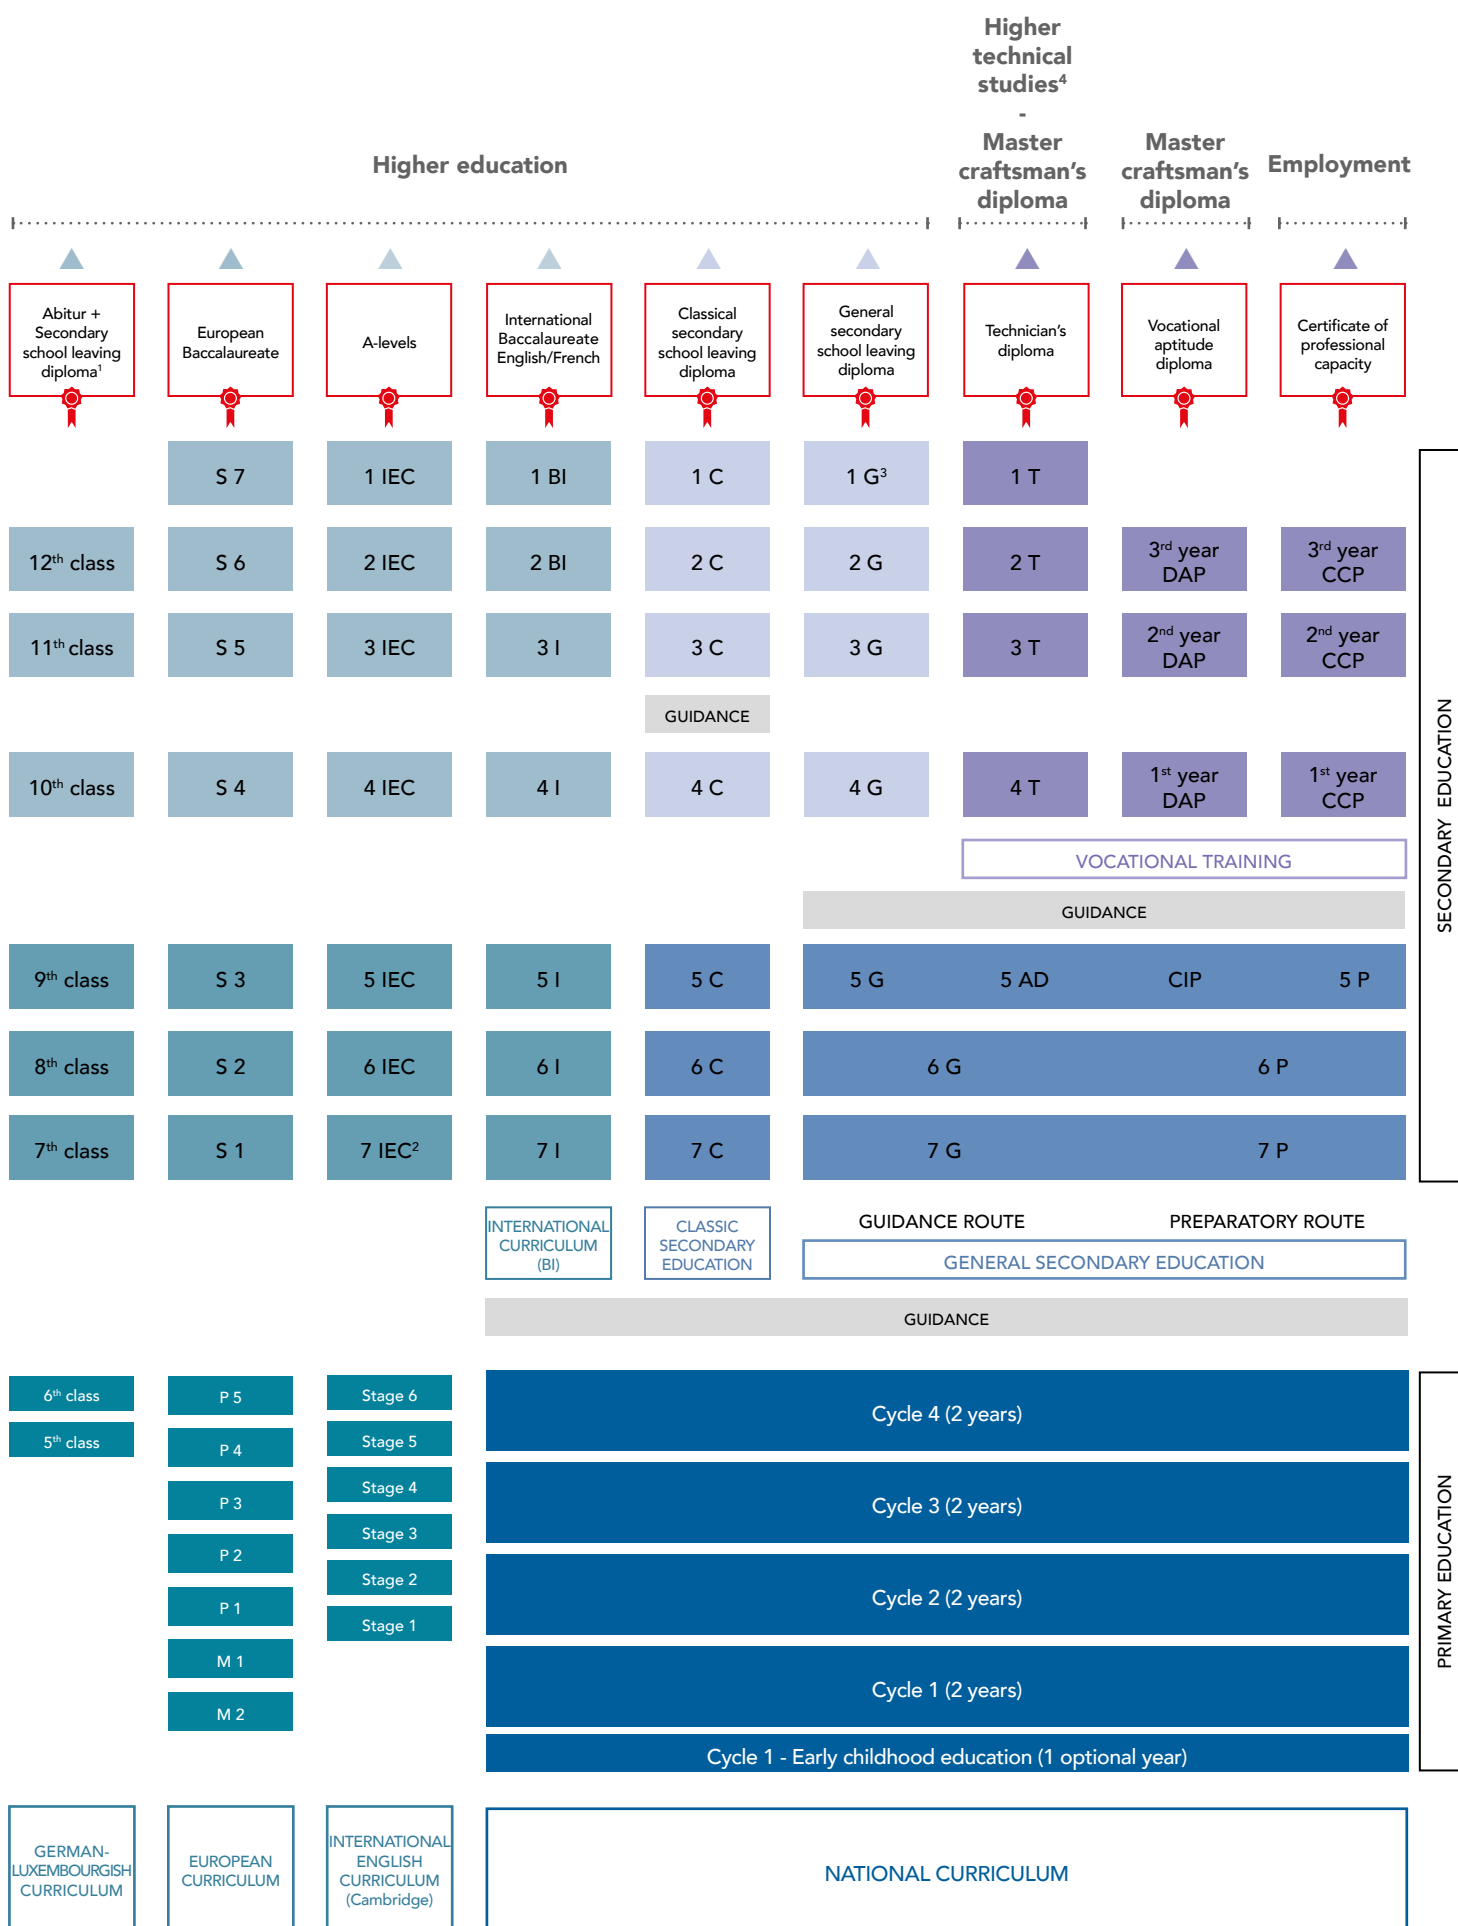 Higher
technical
studies⁴
-
Master
craftsman's
diploma
Master
craftsman's
diploma
Employment
Higher education
Abitur +
Secondary
school leaving
diploma¹
European
Baccalaureate
A-levels
International
Baccalaureate
English/French
Classical
secondary
school leaving
diploma
General
secondary
school leaving
diploma
Technician's
diploma
Vocational
aptitude
diploma
Certificate of
professional
capacity
S 7
1 IEC
1 BI
1 C
1 G³
1 T
12th class
S 6
2 IEC
2 BI
2 C
2 G
2 T
3rd year
DAP
3rd year
CCP
11th class
S 5
3 IEC
3 I
3 C
3 G
3 T
2nd year
DAP
2nd year
CCP
GUIDANCE
10th class
S 4
4 IEC
4 I
4 C
4 G
4 T
1st year
DAP
1st year
CCP
VOCATIONAL TRAINING
GUIDANCE
9th class
S 3
5 IEC
5 I
5 C
5 G
5 AD
CIP
5 P
8th class
S 2
6 IEC
6 I
6 C
6 G
6 P
7th class
S 1
7 IEC²
7 I
7 C
7 G
7 P
SECONDARY EDUCATION
INTERNATIONAL
CURRICULUM
(BI)
CLASSIC
SECONDARY
EDUCATION
GUIDANCE ROUTE
PREPARATORY ROUTE
GENERAL SECONDARY EDUCATION
GUIDANCE
6th class
5th class
P 5
P 4
P 3
P 2
P 1
M 1
M 2
Stage 6
Stage 5
Stage 4
Stage 3
Stage 2
Stage 1
Cycle 4 (2 years)
Cycle 3 (2 years)
Cycle 2 (2 years)
Cycle 1 (2 years)
Cycle 1 - Early childhood education (1 optional year)
PRIMARY EDUCATION
GERMAN-
LUXEMBOURGISH
CURRICULUM
EUROPEAN
CURRICULUM
INTERNATIONAL
ENGLISH
CURRICULUM
(Cambridge)
NATIONAL CURRICULUM